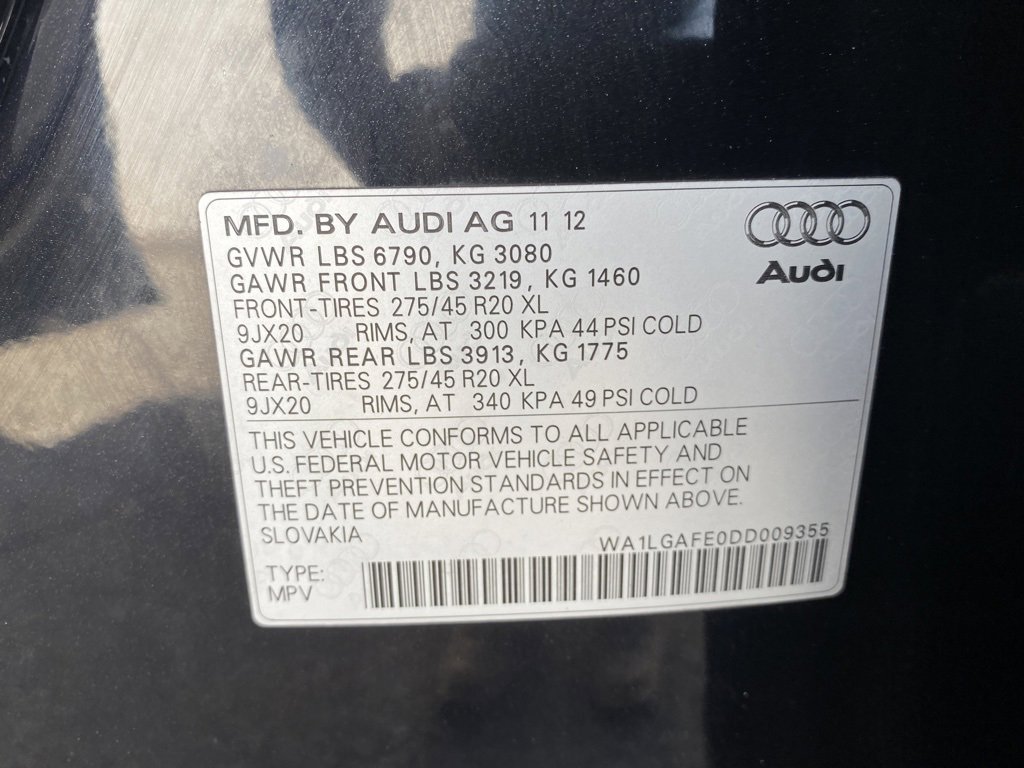 MFD. BY AUDI AG 11 12
Audi
GVWR LBS 6790, KG 3080
GAWR FRONT LBS 3219, KG 1460
FRONT-TIRES 275/45 R20 XL
9JX20 RIMS, AT 300 KPA 44 PSI COLD
GAWR REAR LBS 3913, KG 1775
REAR-TIRES 275/45 R20 XL
9JX20 RIMS, AT 340 KPA 49 PSI COLD
THIS VEHICLE CONFORMS TO ALL APPLICABLE
U.S. FEDERAL MOTOR VEHICLE SAFETY AND
THEFT PREVENTION STANDARDS IN EFFECT ON
THE DATE OF MANUFACTURE SHOWN ABOVE.
SLOVAKIA
WA1LGAFE0DD009355
TYPE:
MPV